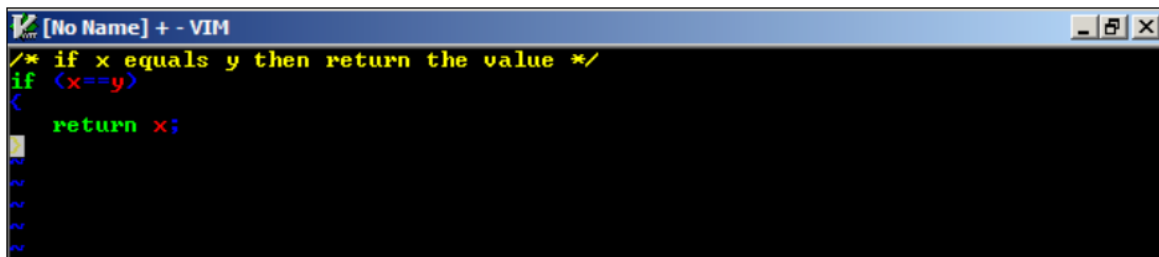 [No Name] + - VIM
/* if x equals y then return the value */
if (x==y)
{
   return x;
}
~
~
~
~
~